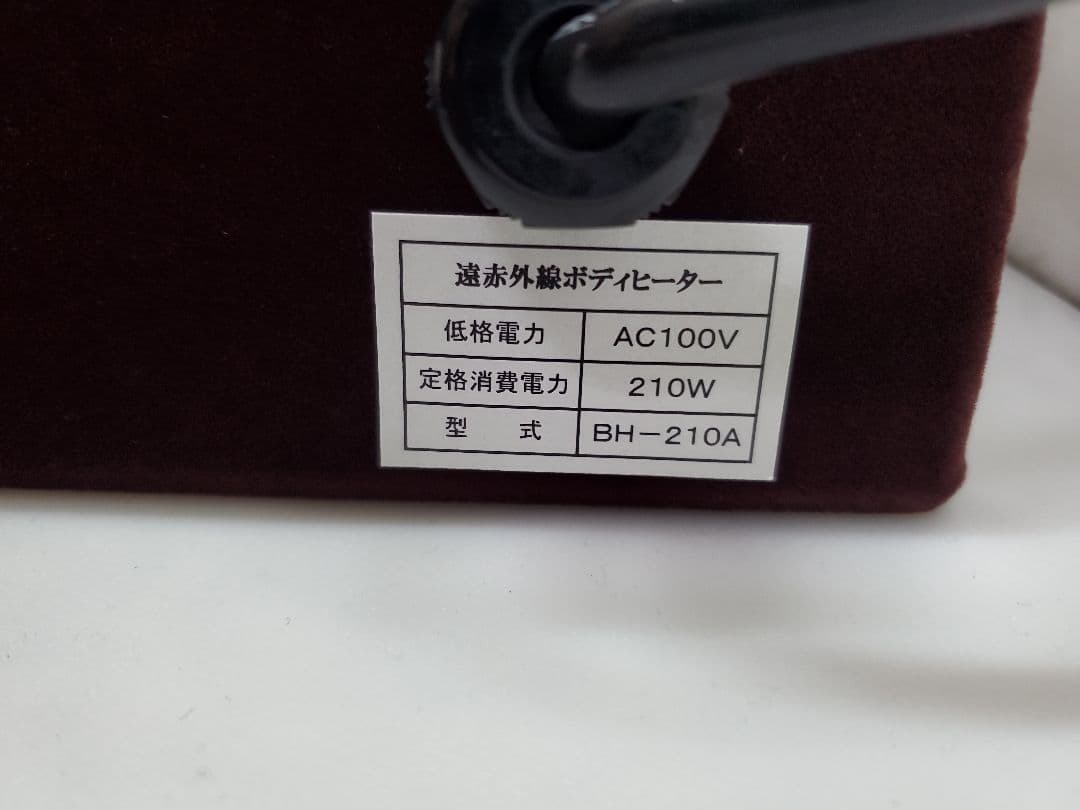 遠赤外線ボディヒーター
低格電力 AC100V
定格消費電力 210W
型 式 BH-210A